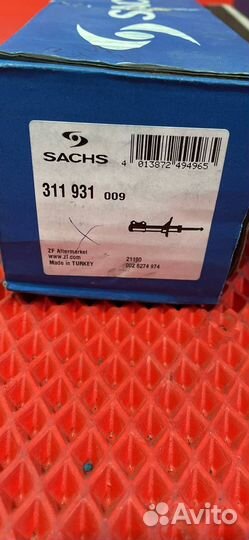 SACHS
SACHS
4 013872 494965
311 931 009
ZF Aftermarket
www.zf.com
Made in TURKEY
21190
002 6274 974
Avito